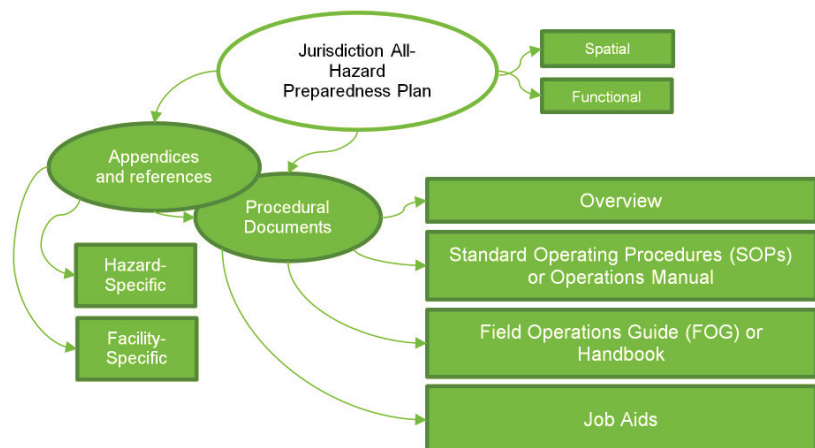 Jurisdiction All-
Hazard
Preparedness Plan
Spatial
Functional
Appendices
and references
Procedural
Documents
Overview
Standard Operating Procedures (SOPs)
or Operations Manual
Hazard-
Specific
Facility-
Specific
Field Operations Guide (FOG) or
Handbook
Job Aids